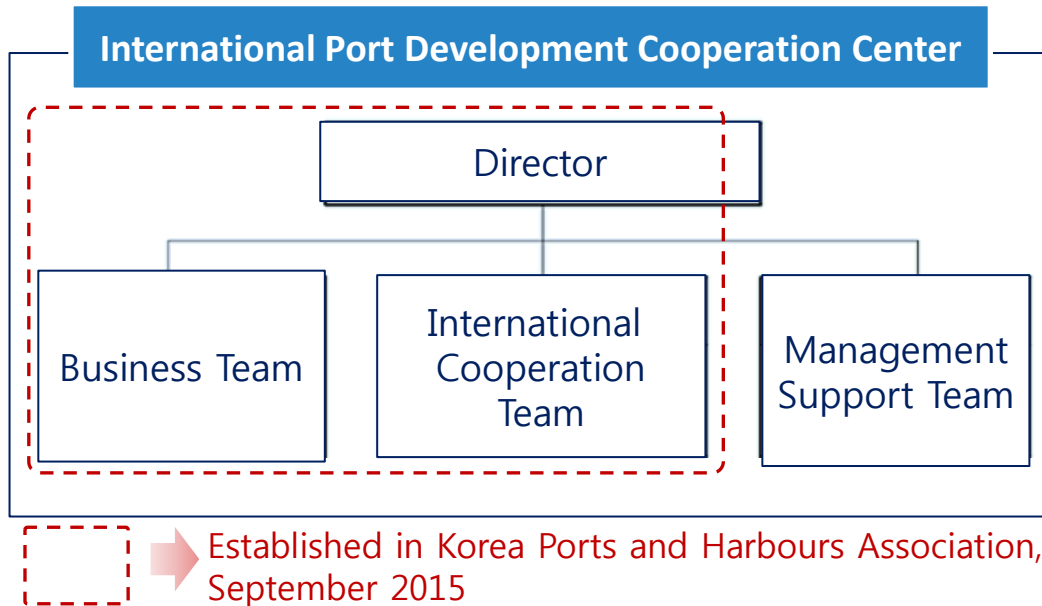 International Port Development Cooperation Center
Director
Business Team
International
Cooperation
Team
Management
Support Team
Established in Korea Ports and Harbours Association,
September 2015